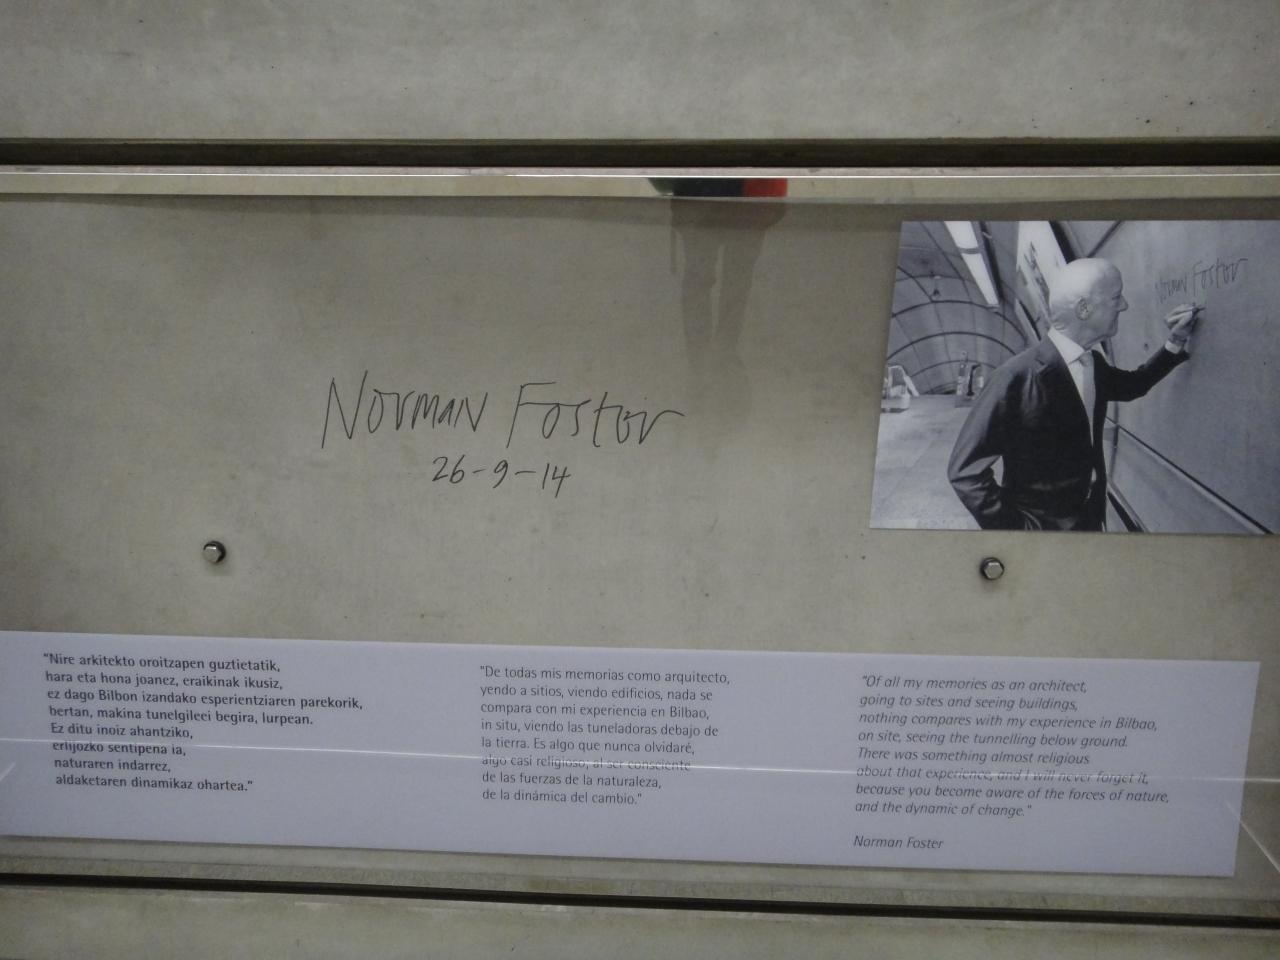 Norman Foster
26-9-14
Norman Foster
"Nire arkitekto oroitzapen guztietatik,
hara eta hona joanez, eraikinak ikusiz,
ez dago Bilbon izandako esperientziaren parekorik,
bertan, makina tunelgileei begira, lurpean.
Ez ditu inoiz ahantziko,
erlijozko sentipena ia,
naturaren indarrez,
aldaketaren dinamikaz ohartea."
"De todas mis memorias como arquitecto,
yendo a sitios, viendo edificios, nada se
compara con mi experiencia en Bilbao,
in situ, viendo las tuneladoras debajo de
la tierra. Es algo que nunca olvidaré,
algo casi religioso, al ser consciente
de las fuerzas de la naturaleza,
de la dinámica del cambio."
"Of all my memories as an architect,
going to sites and seeing buildings,
nothing compares with my experience in Bilbao,
on site, seeing the tunnelling below ground.
There was something almost religious
about that experience, and I will never forget it,
because you become aware of the forces of nature,
and the dynamic of change."
Norman Foster